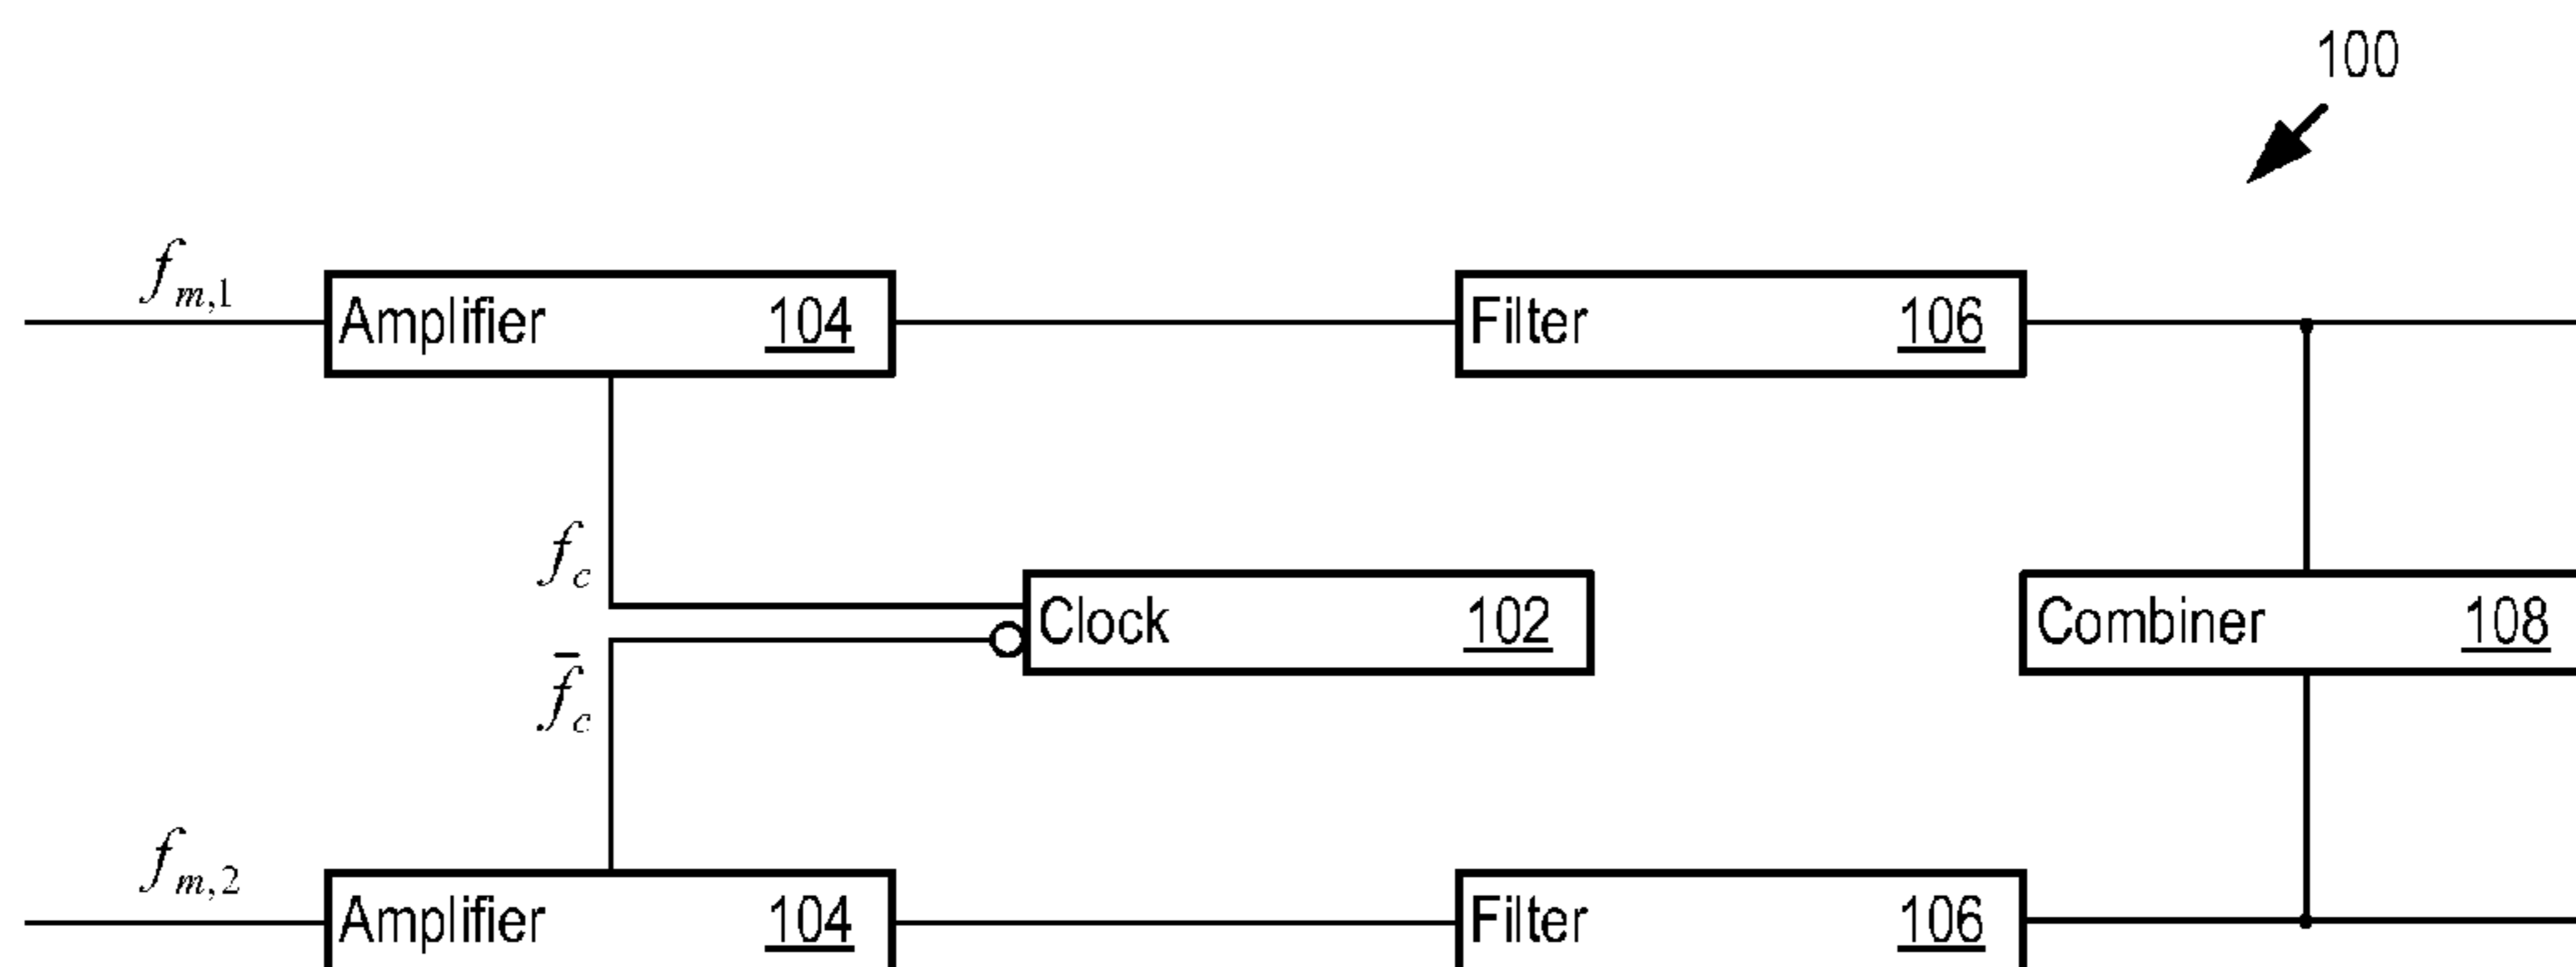 100
f_{m,1}
Amplifier 104
Filter 106
f_c
Clock 102
Combiner 108
\bar{f}_c
f_{m,2}
Amplifier 104
Filter 106